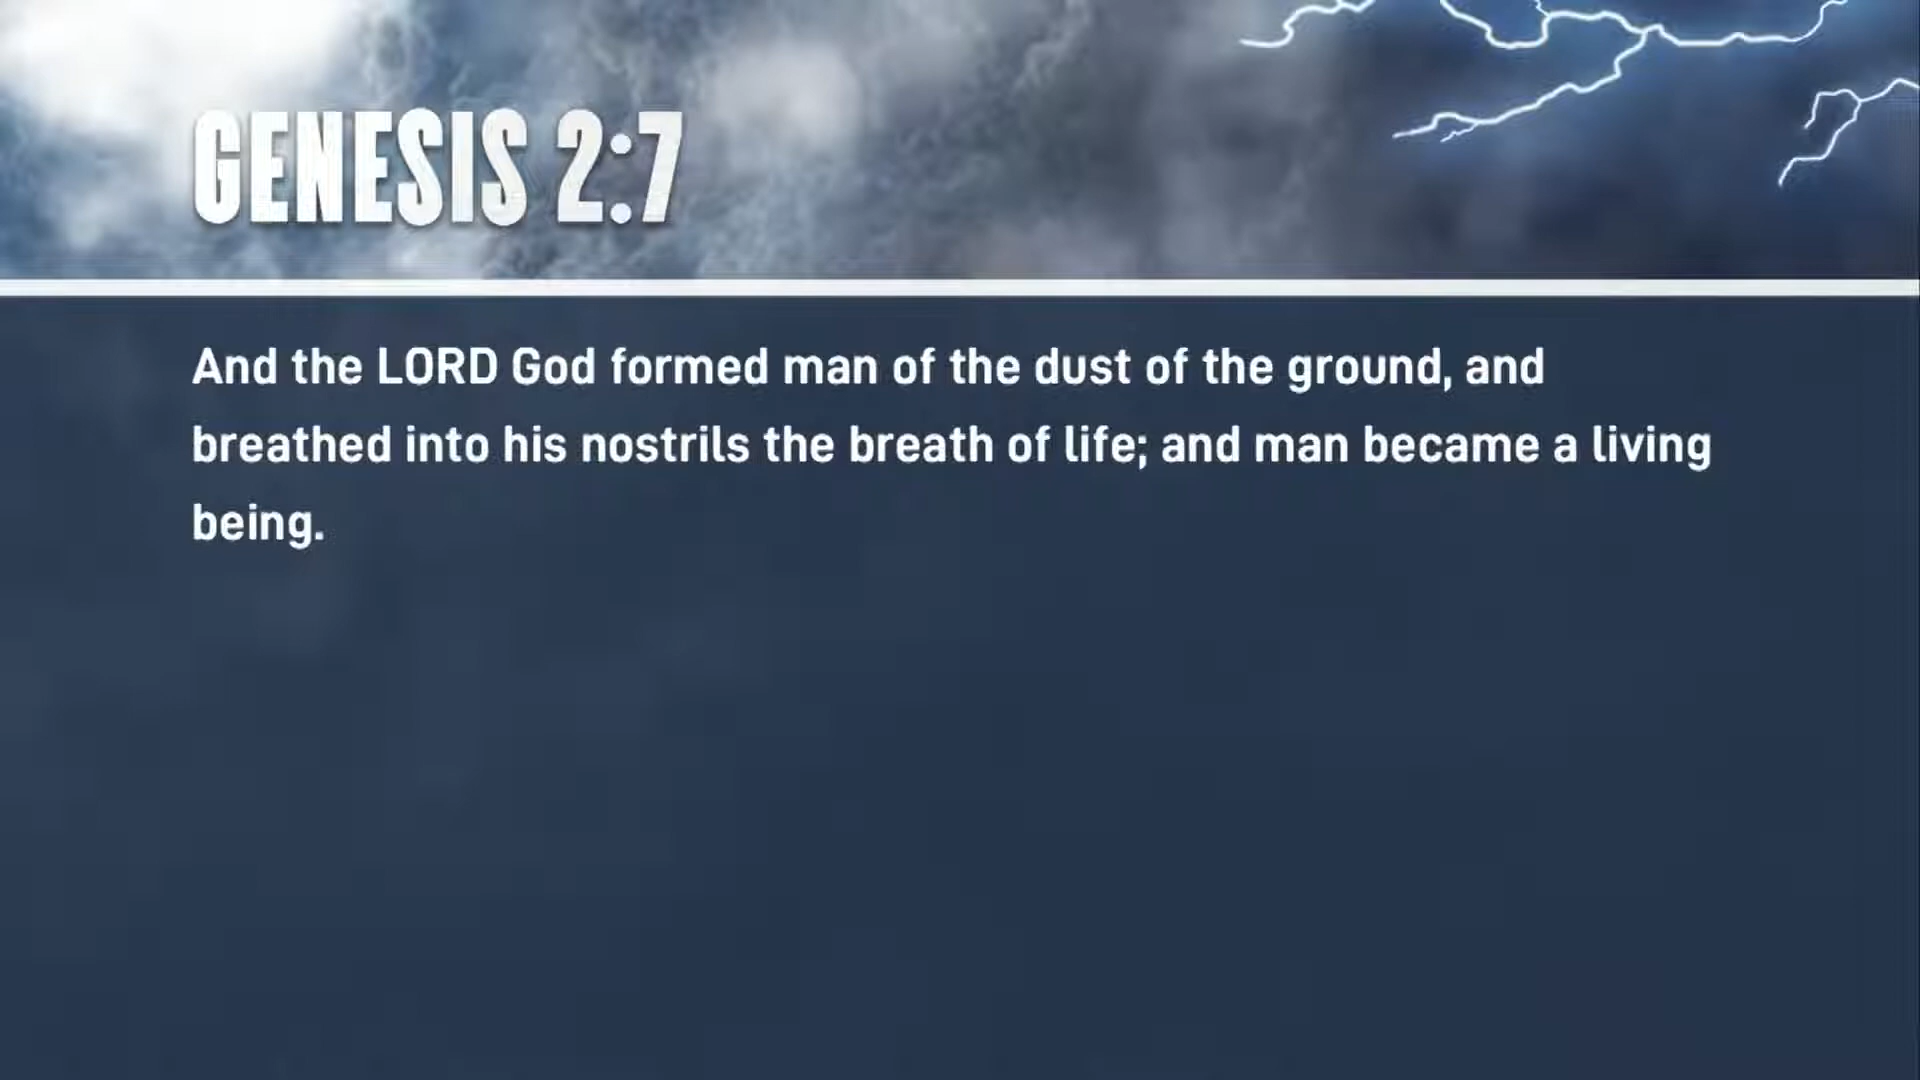 GENESIS 2:7
And the LORD God formed man of the dust of the ground, and
breathed into his nostrils the breath of life; and man became a living
being.